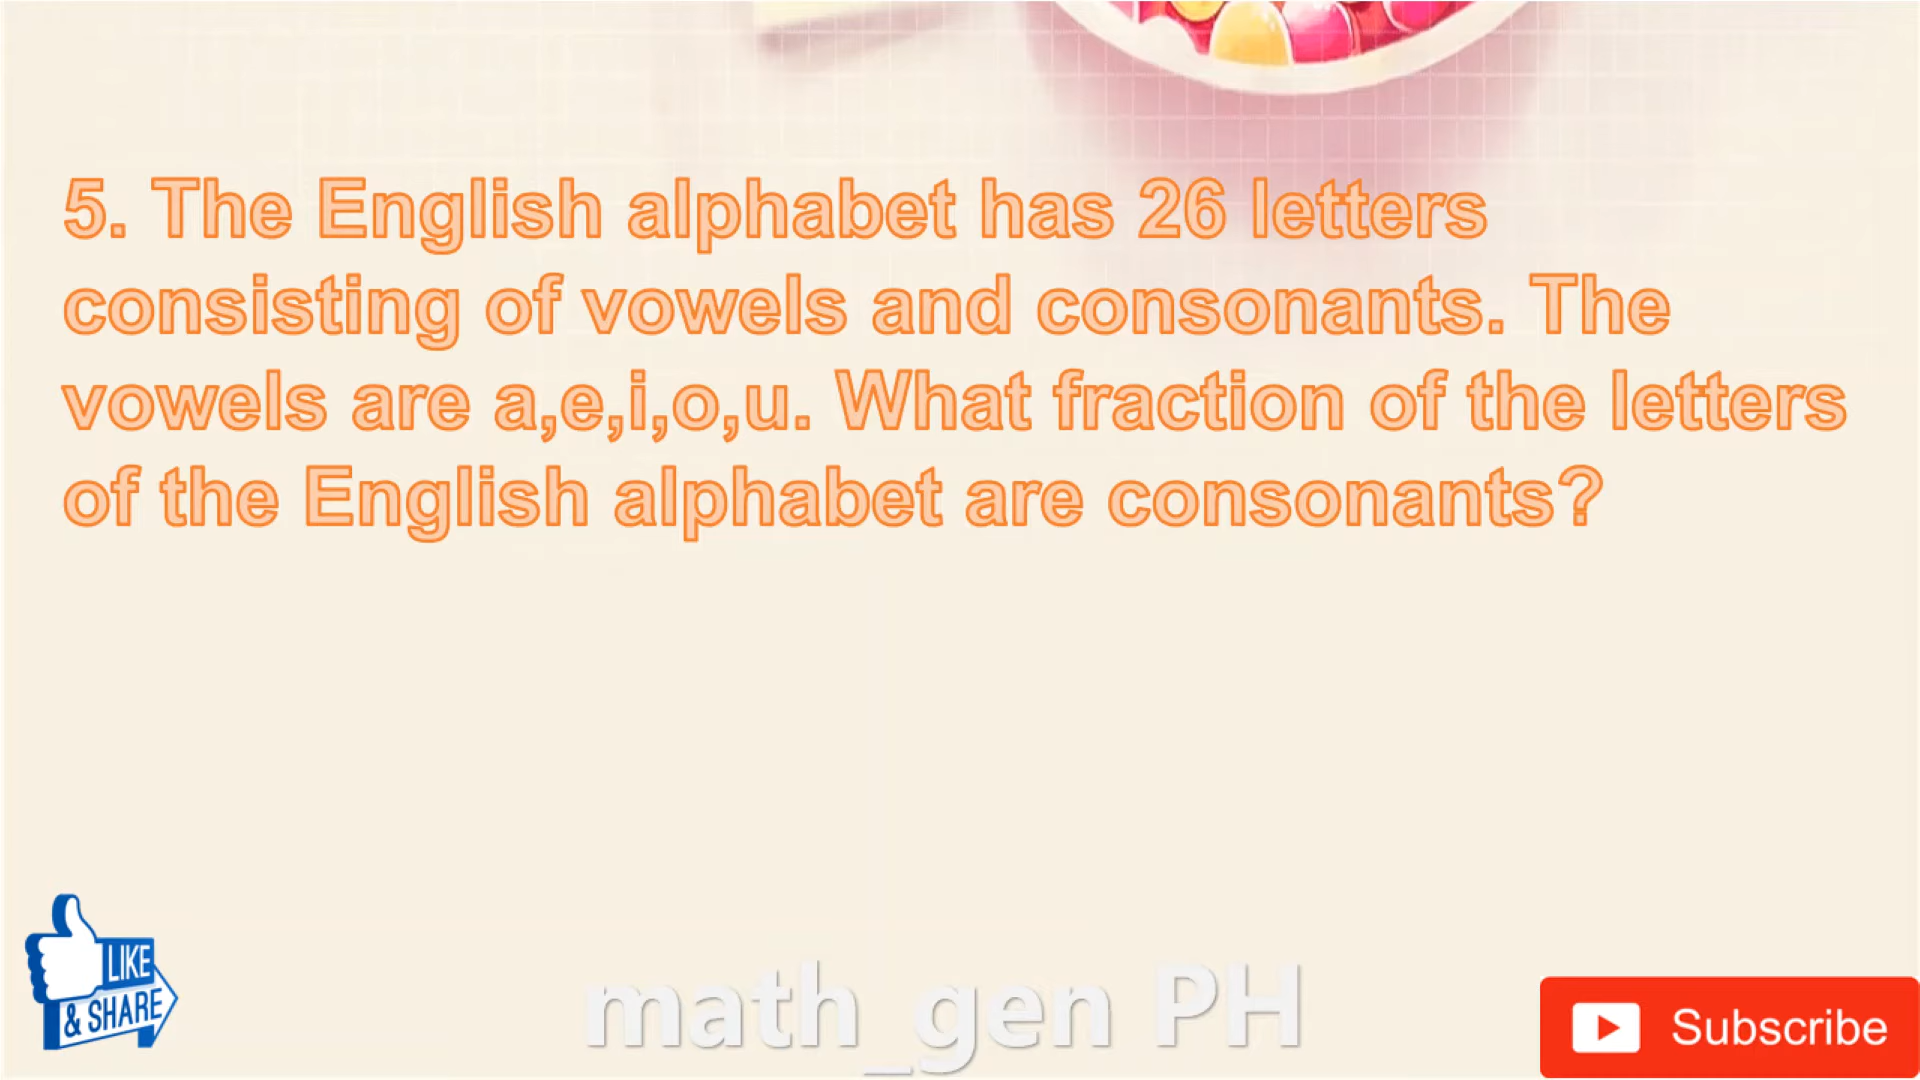 5. The English alphabet has 26 letters
consisting of vowels and consonants. The
vowels are a,e,i,o,u. What fraction of the letters
of the English alphabet are consonants?
LIKE
& SHARE
math_gen PH
Subscribe